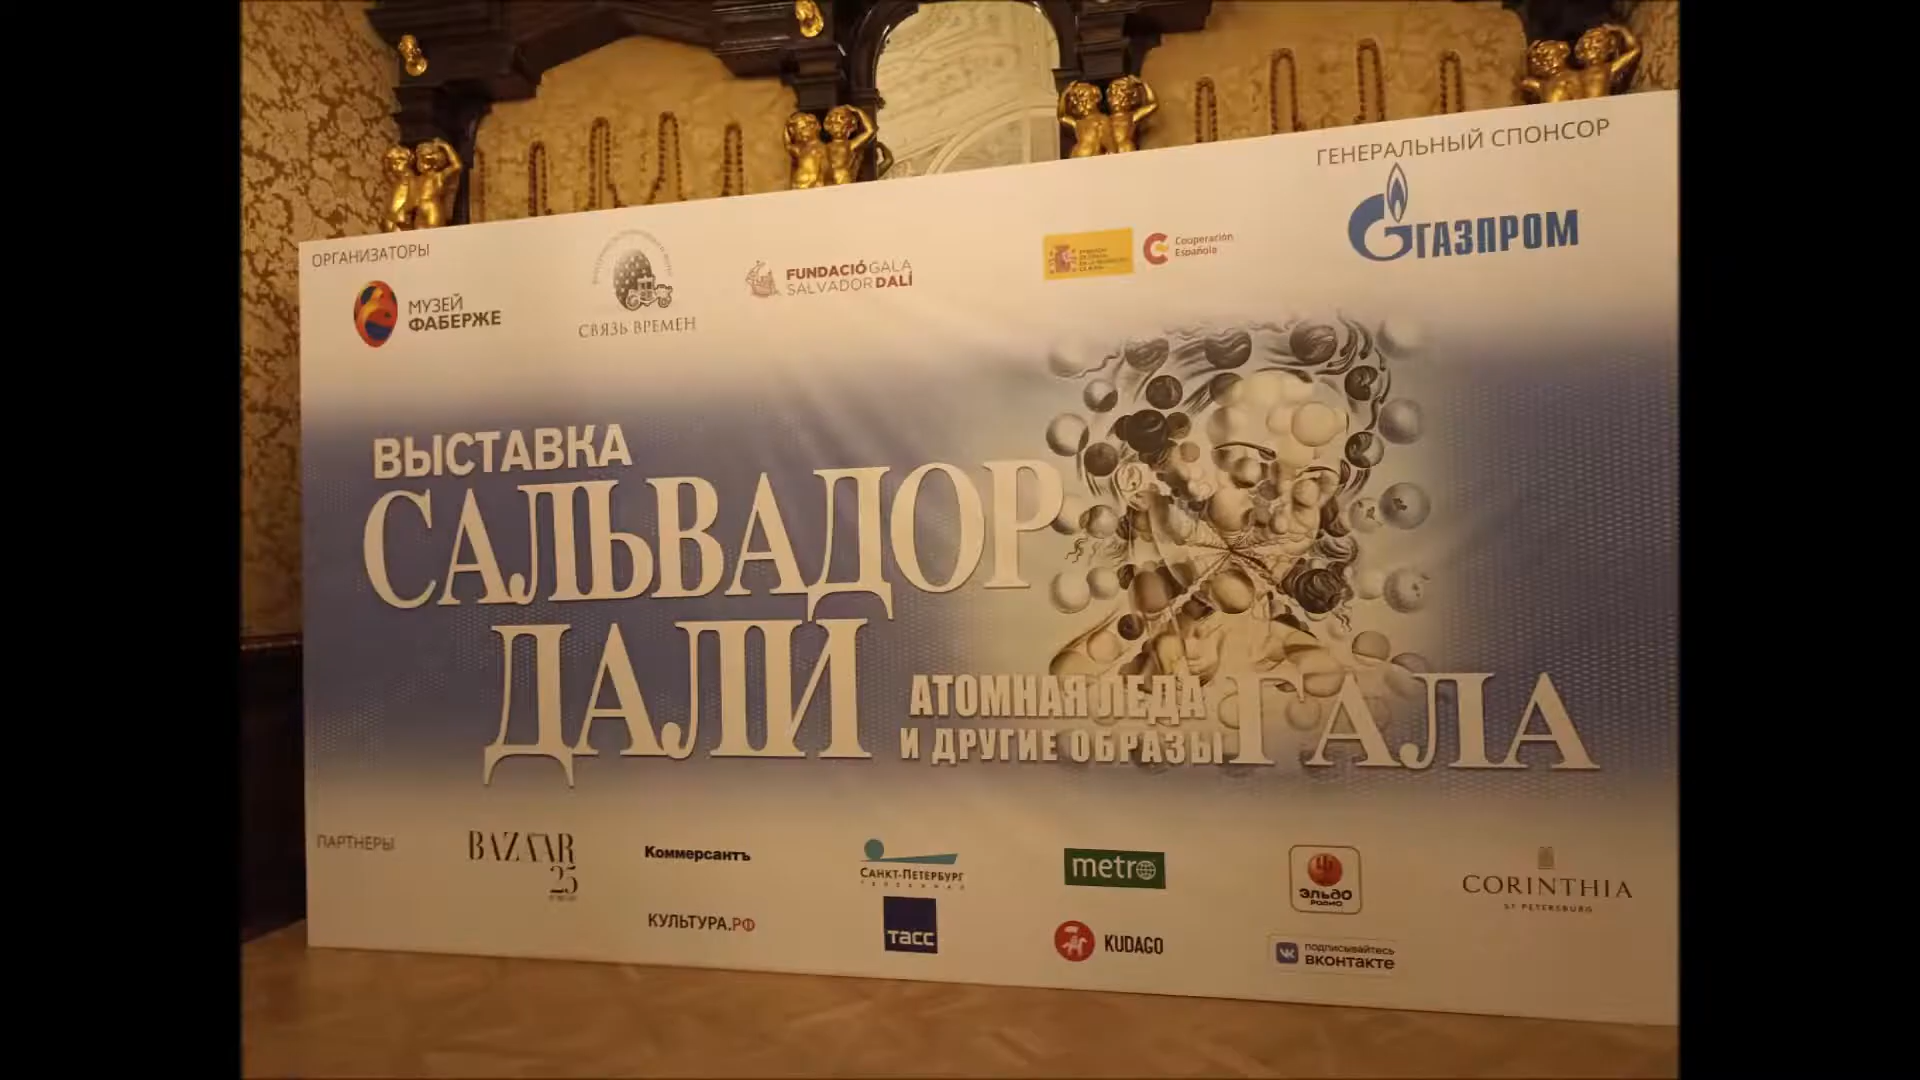 ОРГАНИЗАТОРЫ
МУЗЕЙ
ФАБЕРЖЕ
СВЯЗЬ ВРЕМЕН
FUNDACIÓ GALA
SALVADOR DALÍ
Cooperación
Española
ГЕНЕРАЛЬНЫЙ СПОНСОР
ГАЗПРОМ
ВЫСТАВКА
САЛЬВАДОР
ДАЛИ
АТОМНАЯ ЛЕДА
И ДРУГИЕ ОБРАЗЫ
ГАЛА
ПАРТНЕРЫ
BAZAAR
25
Коммерсантъ
КУЛЬТУРА.РФ
САНКТ-ПЕТЕРБУРГ
ТАСС
metro
KUDAGO
ЭЛЬДО
РАДИО
подписывайтесь
ВКОНТАКТЕ
CORINTHIA
ST PETERSBURG